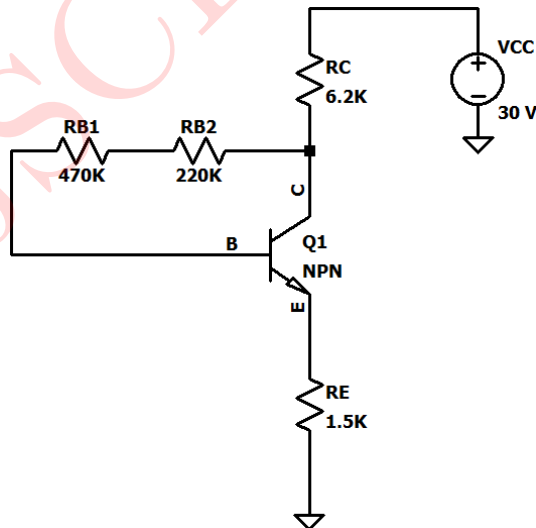 RC
6.2K
VCC
30 V
RB1
470K
RB2
220K
C
B
Q1
NPN
E
RE
1.5K